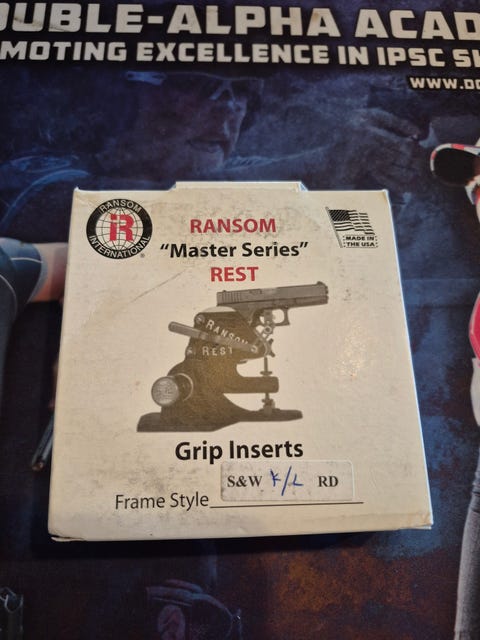 OUBLE-ALPHA ACAD
MOTING EXCELLENCE IN IPSC S
WWW.DO
RANSOM INTERNATIONAL
R
MADE IN
THE USA
RANSOM
“Master Series”
REST
RANSOM
REST
Grip Inserts
S&W K/L RD
Frame Style